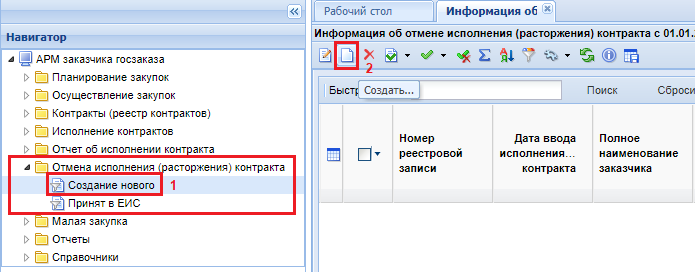 Рабочий стол
Информация об
Навигатор
Информация об отмене исполнения (расторжения) контракта с 01.01.
АРМ заказчика госзаказа
Планирование закупок
Осуществление закупок
Контракты (реестр контрактов)
Исполнение контрактов
Отчет об исполнении контракта
Отмена исполнения (расторжения) контракта
Создание нового 1
Принят в ЕИС
Малая закупка
Отчеты
Справочники
2
Быст
Создать...
Поиск
Сброси
Номер реестровой записи
Дата ввода исполнения... контракта
Полное наименование заказчика